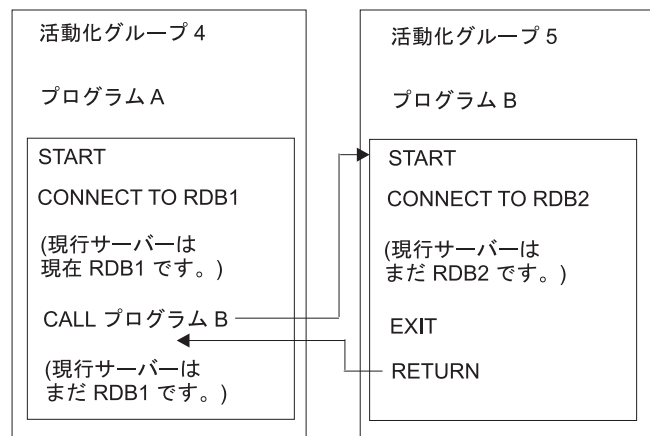 活動化グループ 4
プログラム A
START
CONNECT TO RDB1
(現行サーバーは
現在 RDB1 です。)
CALL プログラム B
(現行サーバーは
まだ RDB1 です。)
活動化グループ 5
プログラム B
START
CONNECT TO RDB2
(現行サーバーは
まだ RDB2 です。)
EXIT
RETURN